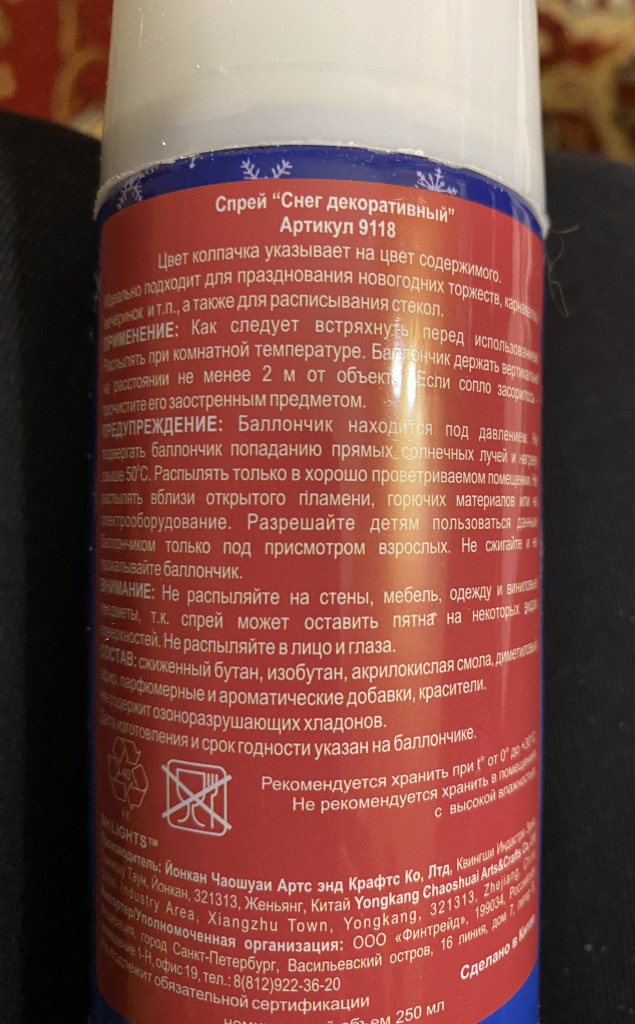 Спрей "Снег декоративный"
Артикул 9118
Цвет колпачка указывает на цвет содержимого.
Идеально подходит для празднования новогодних торжеств,
вечеринок и т.п., а также для расписывания стекол.
ПРИМЕНЕНИЕ: Как следует встряхнуть перед использованием
Распылять при комнатной температуре. Баллончик держать вертикально
на расстоянии не менее 2 м от объекта. Если сопло засорилось -
прочистите его заостренным предметом.
ПРЕДУПРЕЖДЕНИЕ: Баллончик находится под давлением. Не
подвергать баллончик попаданию прямых солнечных лучей и нагреву
свыше 50°C. Распылять только в хорошо проветриваемом помещении. Не
распылять вблизи открытого пламени, горючих материалов или на
электрооборудование. Разрешайте детям пользоваться данным
баллончиком только под присмотром взрослых. Не сжигайте и не
прокалывайте баллончик.
ВНИМАНИЕ: Не распыляйте на стены, мебель, одежду и виниловые
предметы, т.к. спрей может оставить пятна на некоторых видах
поверхностей. Не распыляйте в лицо и глаза.
СОСТАВ: сжиженный бутан, изобутан, акрилокислая смола, диметиловый
эфир, парфюмерные и ароматические добавки, красители.
Не содержит озоноразрушающих хладонов.
Дата изготовления и срок годности указан на баллончике.
40
FE
Рекомендуется хранить при t° от 0° до +30°C
Не рекомендуется хранить в помещениях
с высокой влажностью
LIGHTS™
Производитель: Йонкан Чаошуаи Артс энд Крафтс Ко, Лтд, Квингши Индастри
Таун, Йонкан, 321313, Женьянг, Китай Yongkang Chaoshuai Arts&Crafts Co
Industry Area, Xiangzhu Town, Yongkang, 321313, Zhejiang,
Импортер/Уполномоченная организация: ООО «Финтрейд», 199034,
Федерация, город Санкт-Петербург, Васильевский остров, 16 линия, дом 7,
помещение 1-Н, офис 19, тел.: 8(812)922-36-20
Сделано в Китае
подлежит обязательной сертификации
объем 250 мл